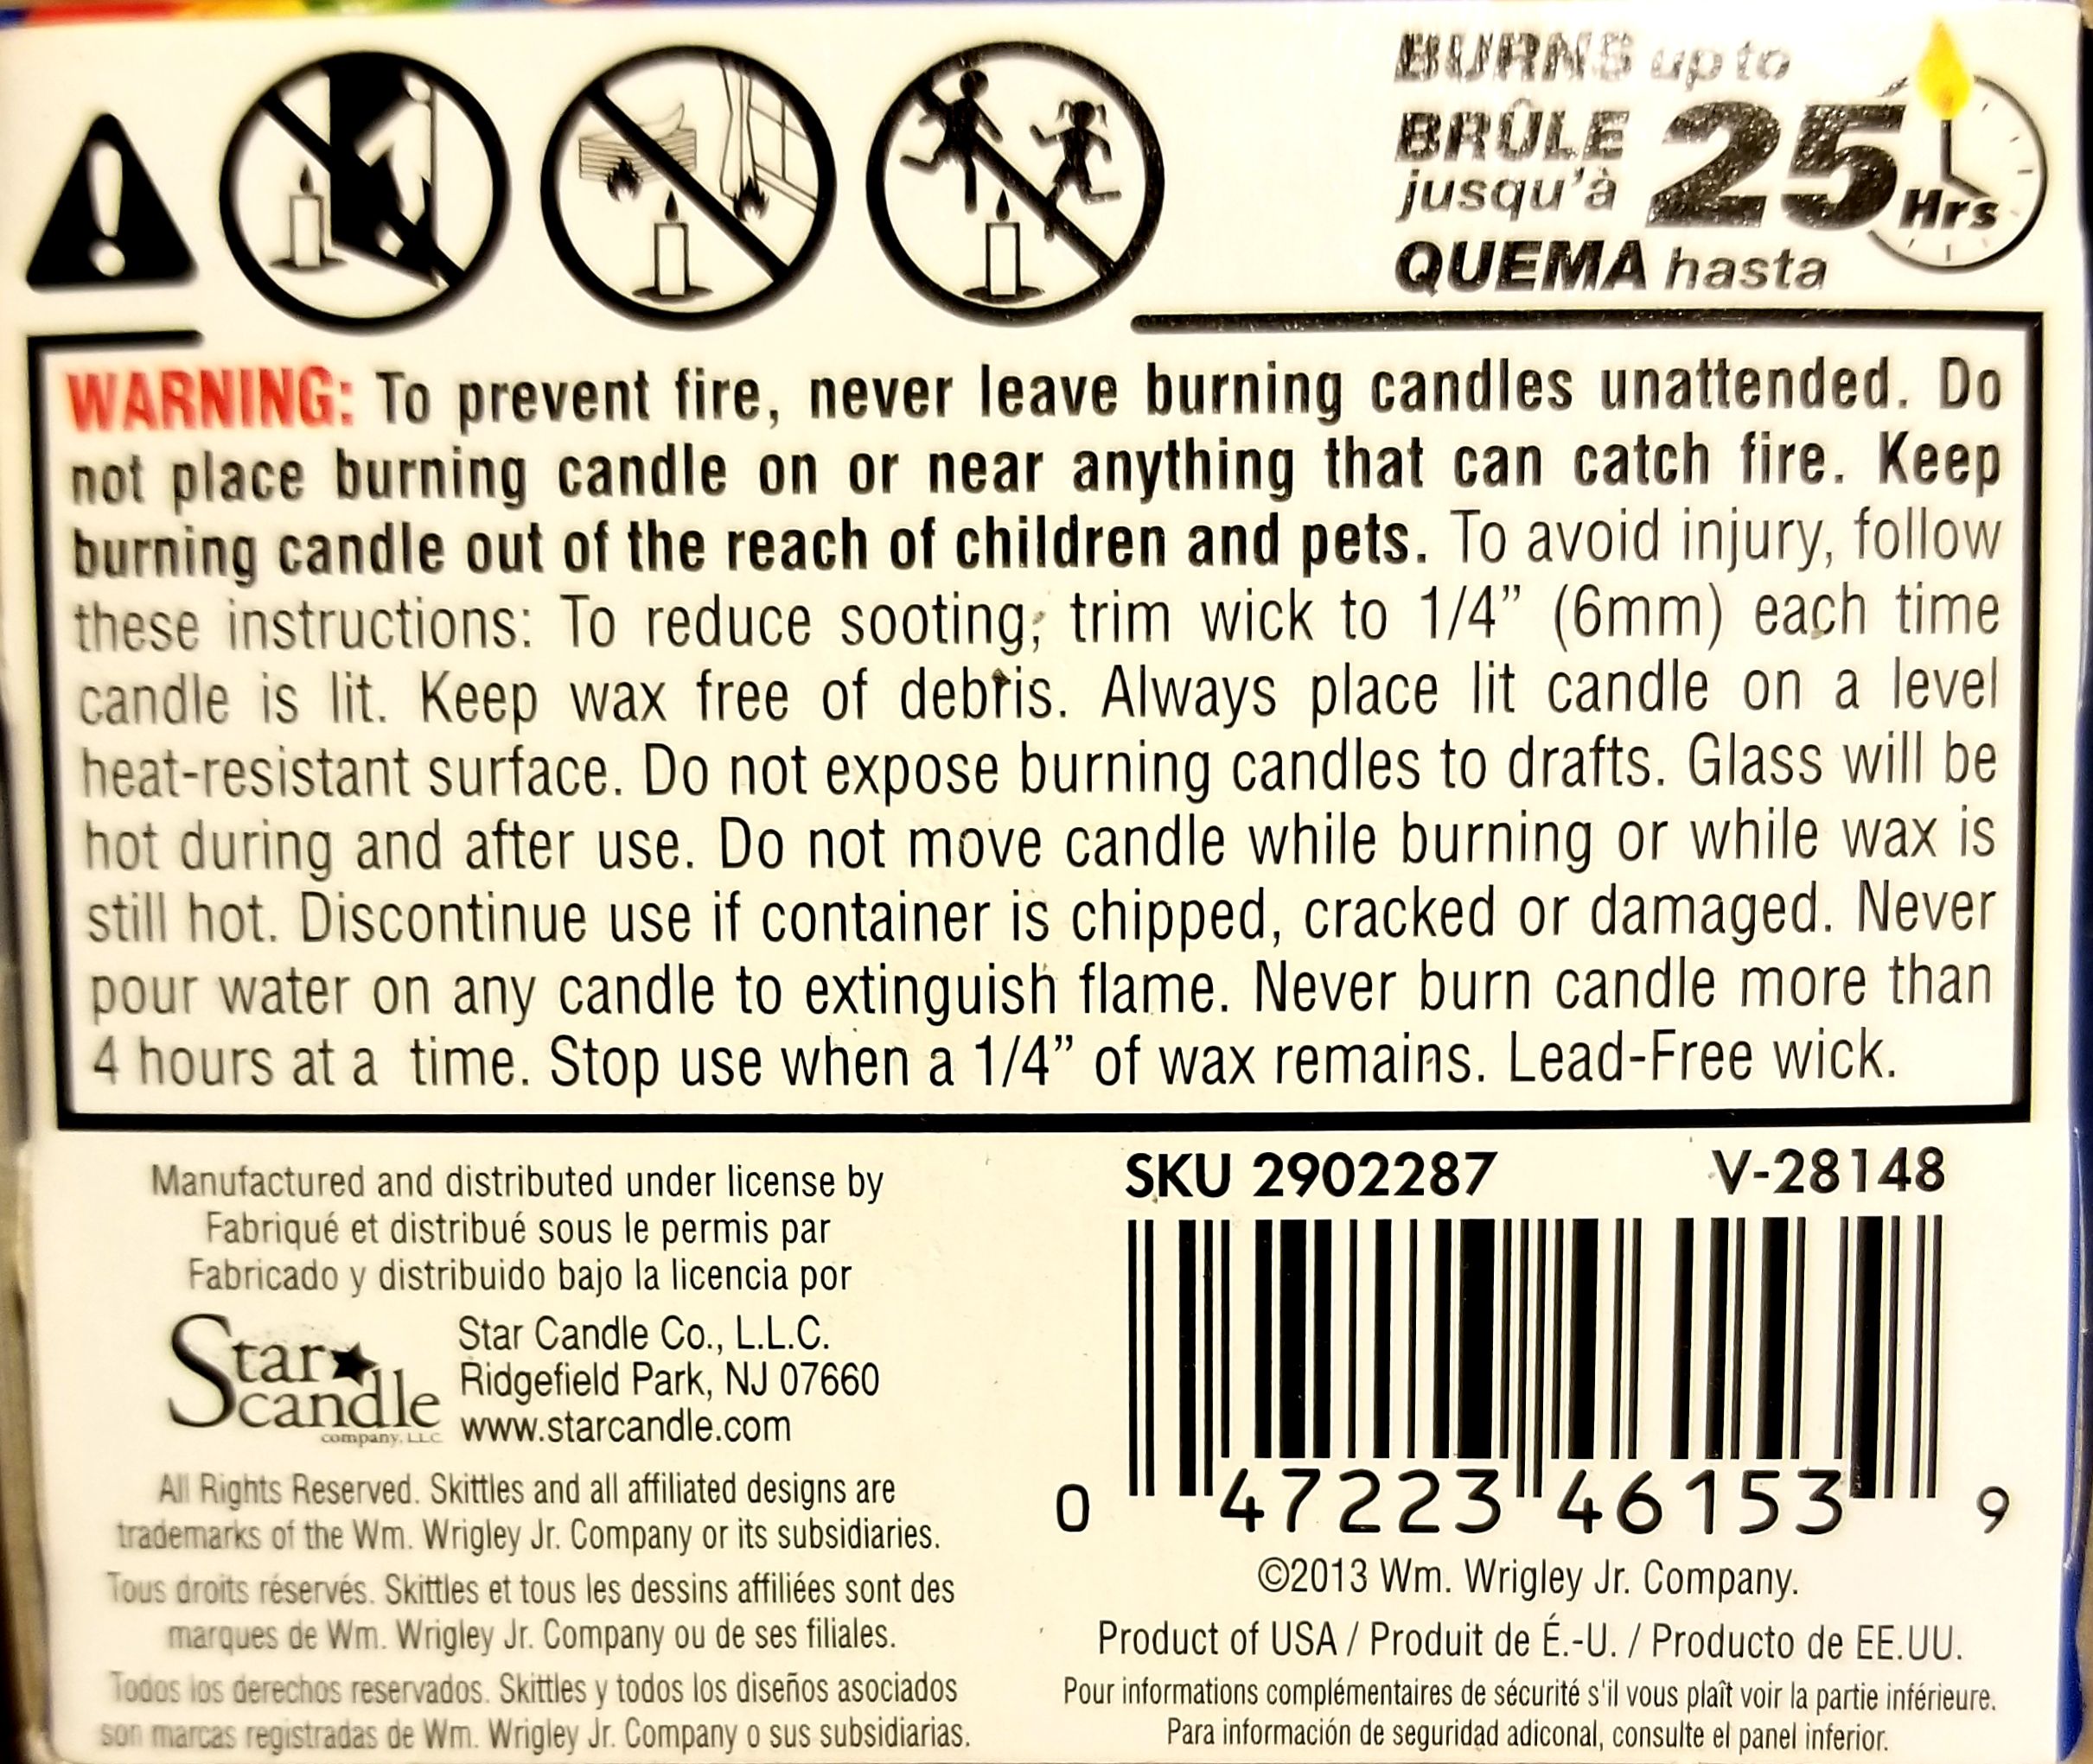 BURNS up to
BRÛLE
jusqu'à
25 Hrs
QUEMA hasta
WARNING: To prevent fire, never leave burning candles unattended. Do
not place burning candle on or near anything that can catch fire. Keep
burning candle out of the reach of children and pets. To avoid injury, follow
these instructions: To reduce sooting, trim wick to 1/4” (6mm) each time
candle is lit. Keep wax free of debris. Always place lit candle on a level
heat-resistant surface. Do not expose burning candles to drafts. Glass will be
hot during and after use. Do not move candle while burning or while wax is
still hot. Discontinue use if container is chipped, cracked or damaged. Never
pour water on any candle to extinguish flame. Never burn candle more than
4 hours at a time. Stop use when a 1/4” of wax remains. Lead-Free wick.
Manufactured and distributed under license by
Fabriqué et distribué sous le permis par
Fabricado y distribuido bajo la licencia por
Star
candle
company, LLC
Star Candle Co., L.L.C.
Ridgefield Park, NJ 07660
www.starcandle.com
All Rights Reserved. Skittles and all affiliated designs are
trademarks of the Wm. Wrigley Jr. Company or its subsidiaries.
Tous droits réservés. Skittles et tous les dessins affiliées sont des
marques de Wm. Wrigley Jr. Company ou de ses filiales.
Todos los derechos reservados. Skittles y todos los diseños asociados
son marcas registradas de Wm. Wrigley Jr. Company o sus subsidiarias.
SKU 2902287 V-28148
0 47223 46153 9
©2013 Wm. Wrigley Jr. Company.
Product of USA / Produit de É.-U. / Producto de EE.UU.
Pour informations complémentaires de sécurité s'il vous plaît voir la partie inférieure.
Para información de seguridad adiconal, consulte el panel inferior.